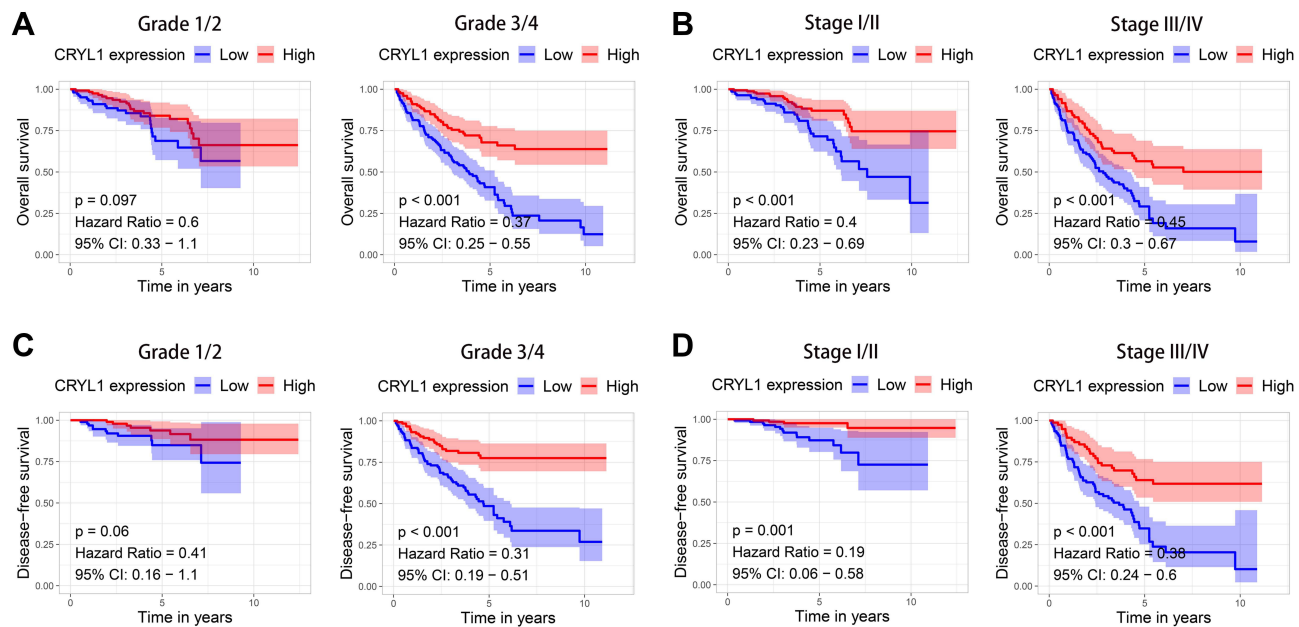 A
Grade 1/2
CRYL1 expression Low High
Overall survival
1.00
0.75
0.50
0.25
0.00
p = 0.097
Hazard Ratio = 0.6
95% CI: 0.33 − 1.1
0 5 10
Time in years
Grade 3/4
CRYL1 expression Low High
Overall survival
1.00
0.75
0.50
0.25
0.00
p < 0.001
Hazard Ratio = 0.37
95% CI: 0.25 − 0.55
0 5 10
Time in years
B
Stage I/II
CRYL1 expression Low High
Overall survival
1.00
0.75
0.50
0.25
0.00
p < 0.001
Hazard Ratio = 0.4
95% CI: 0.23 − 0.69
0 5 10
Time in years
Stage III/IV
CRYL1 expression Low High
Overall survival
1.00
0.75
0.50
0.25
0.00
p < 0.001
Hazard Ratio = 0.45
95% CI: 0.3 − 0.67
0 5 10
Time in years
C
Grade 1/2
CRYL1 expression Low High
Disease−free survival
1.00
0.75
0.50
0.25
0.00
p = 0.06
Hazard Ratio = 0.41
95% CI: 0.16 − 1.1
0 5 10
Time in years
Grade 3/4
CRYL1 expression Low High
Disease−free survival
1.00
0.75
0.50
0.25
0.00
p < 0.001
Hazard Ratio = 0.31
95% CI: 0.19 − 0.51
0 5 10
Time in years
D
Stage I/II
CRYL1 expression Low High
Disease−free survival
1.00
0.75
0.50
0.25
0.00
p = 0.001
Hazard Ratio = 0.19
95% CI: 0.06 − 0.58
0 5 10
Time in years
Stage III/IV
CRYL1 expression Low High
Disease−free survival
1.00
0.75
0.50
0.25
0.00
p < 0.001
Hazard Ratio = 0.38
95% CI: 0.24 − 0.6
0 5 10
Time in years